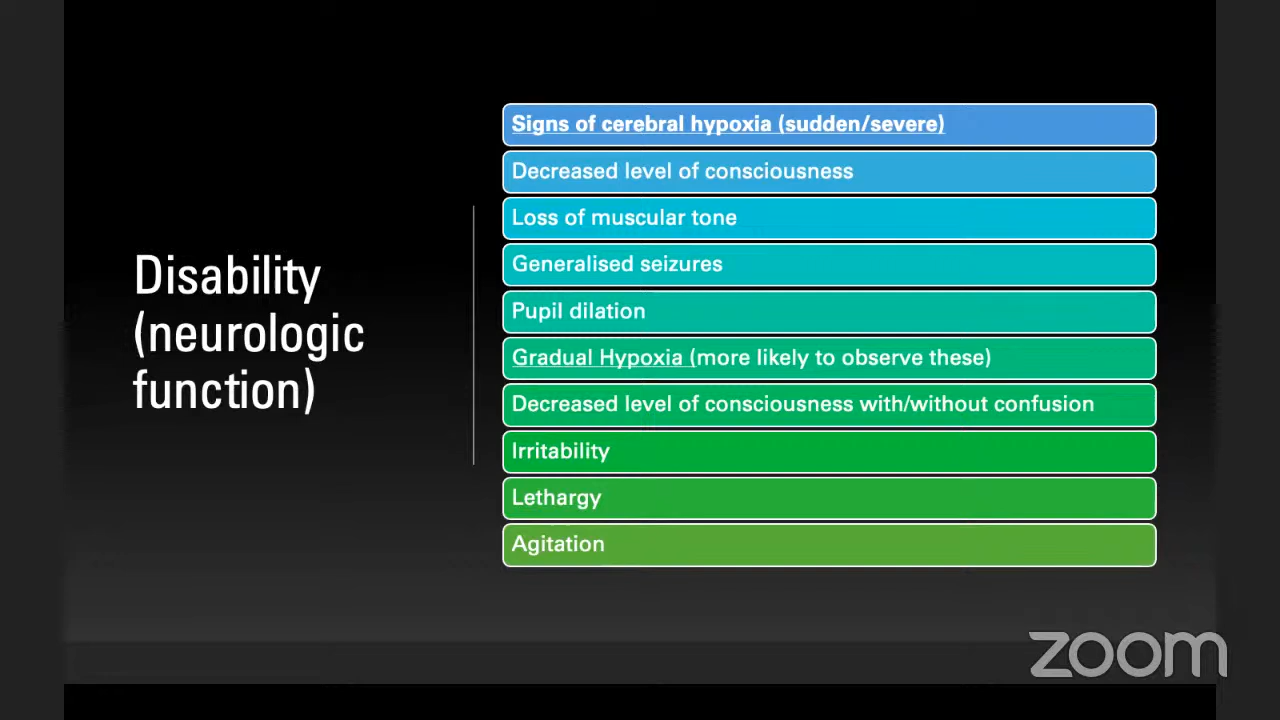 Disability
(neurologic
function)
Signs of cerebral hypoxia (sudden/severe)
Decreased level of consciousness
Loss of muscular tone
Generalised seizures
Pupil dilation
Gradual Hypoxia (more likely to observe these)
Decreased level of consciousness with/without confusion
Irritability
Lethargy
Agitation
zoom